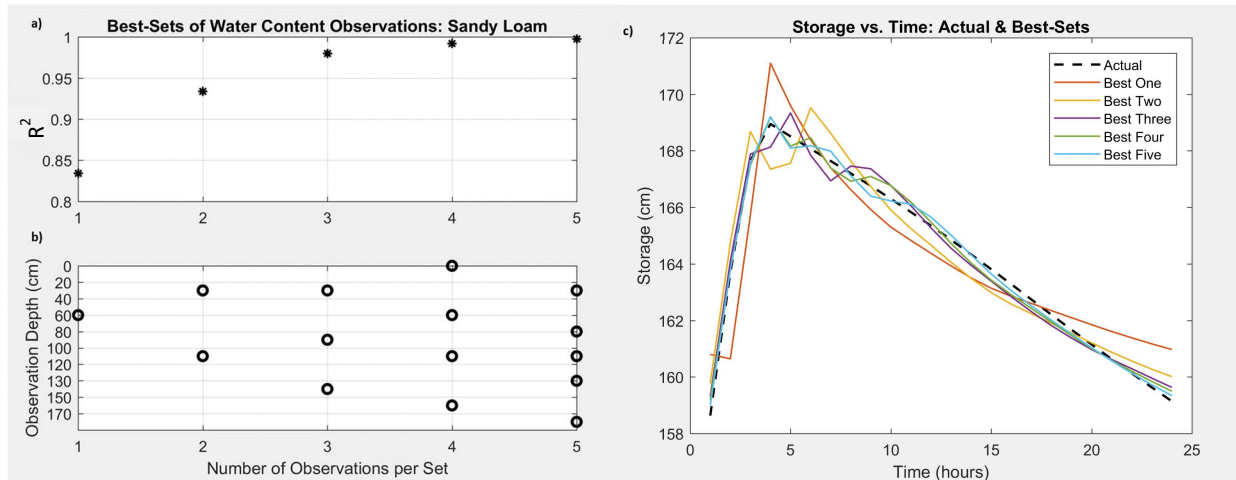 a)
Best-Sets of Water Content Observations: Sandy Loam
R2
1
0.95
0.9
0.85
0.8
1 2 3 4 5
b)
Observation Depth (cm)
0
20
40
60
80
100
110
120
130
150
170
1 2 3 4 5
Number of Observations per Set
c)
Storage vs. Time: Actual & Best-Sets
Storage (cm)
172
170
168
166
164
162
160
158
Actual
Best One
Best Two
Best Three
Best Four
Best Five
0 5 10 15 20 25
Time (hours)